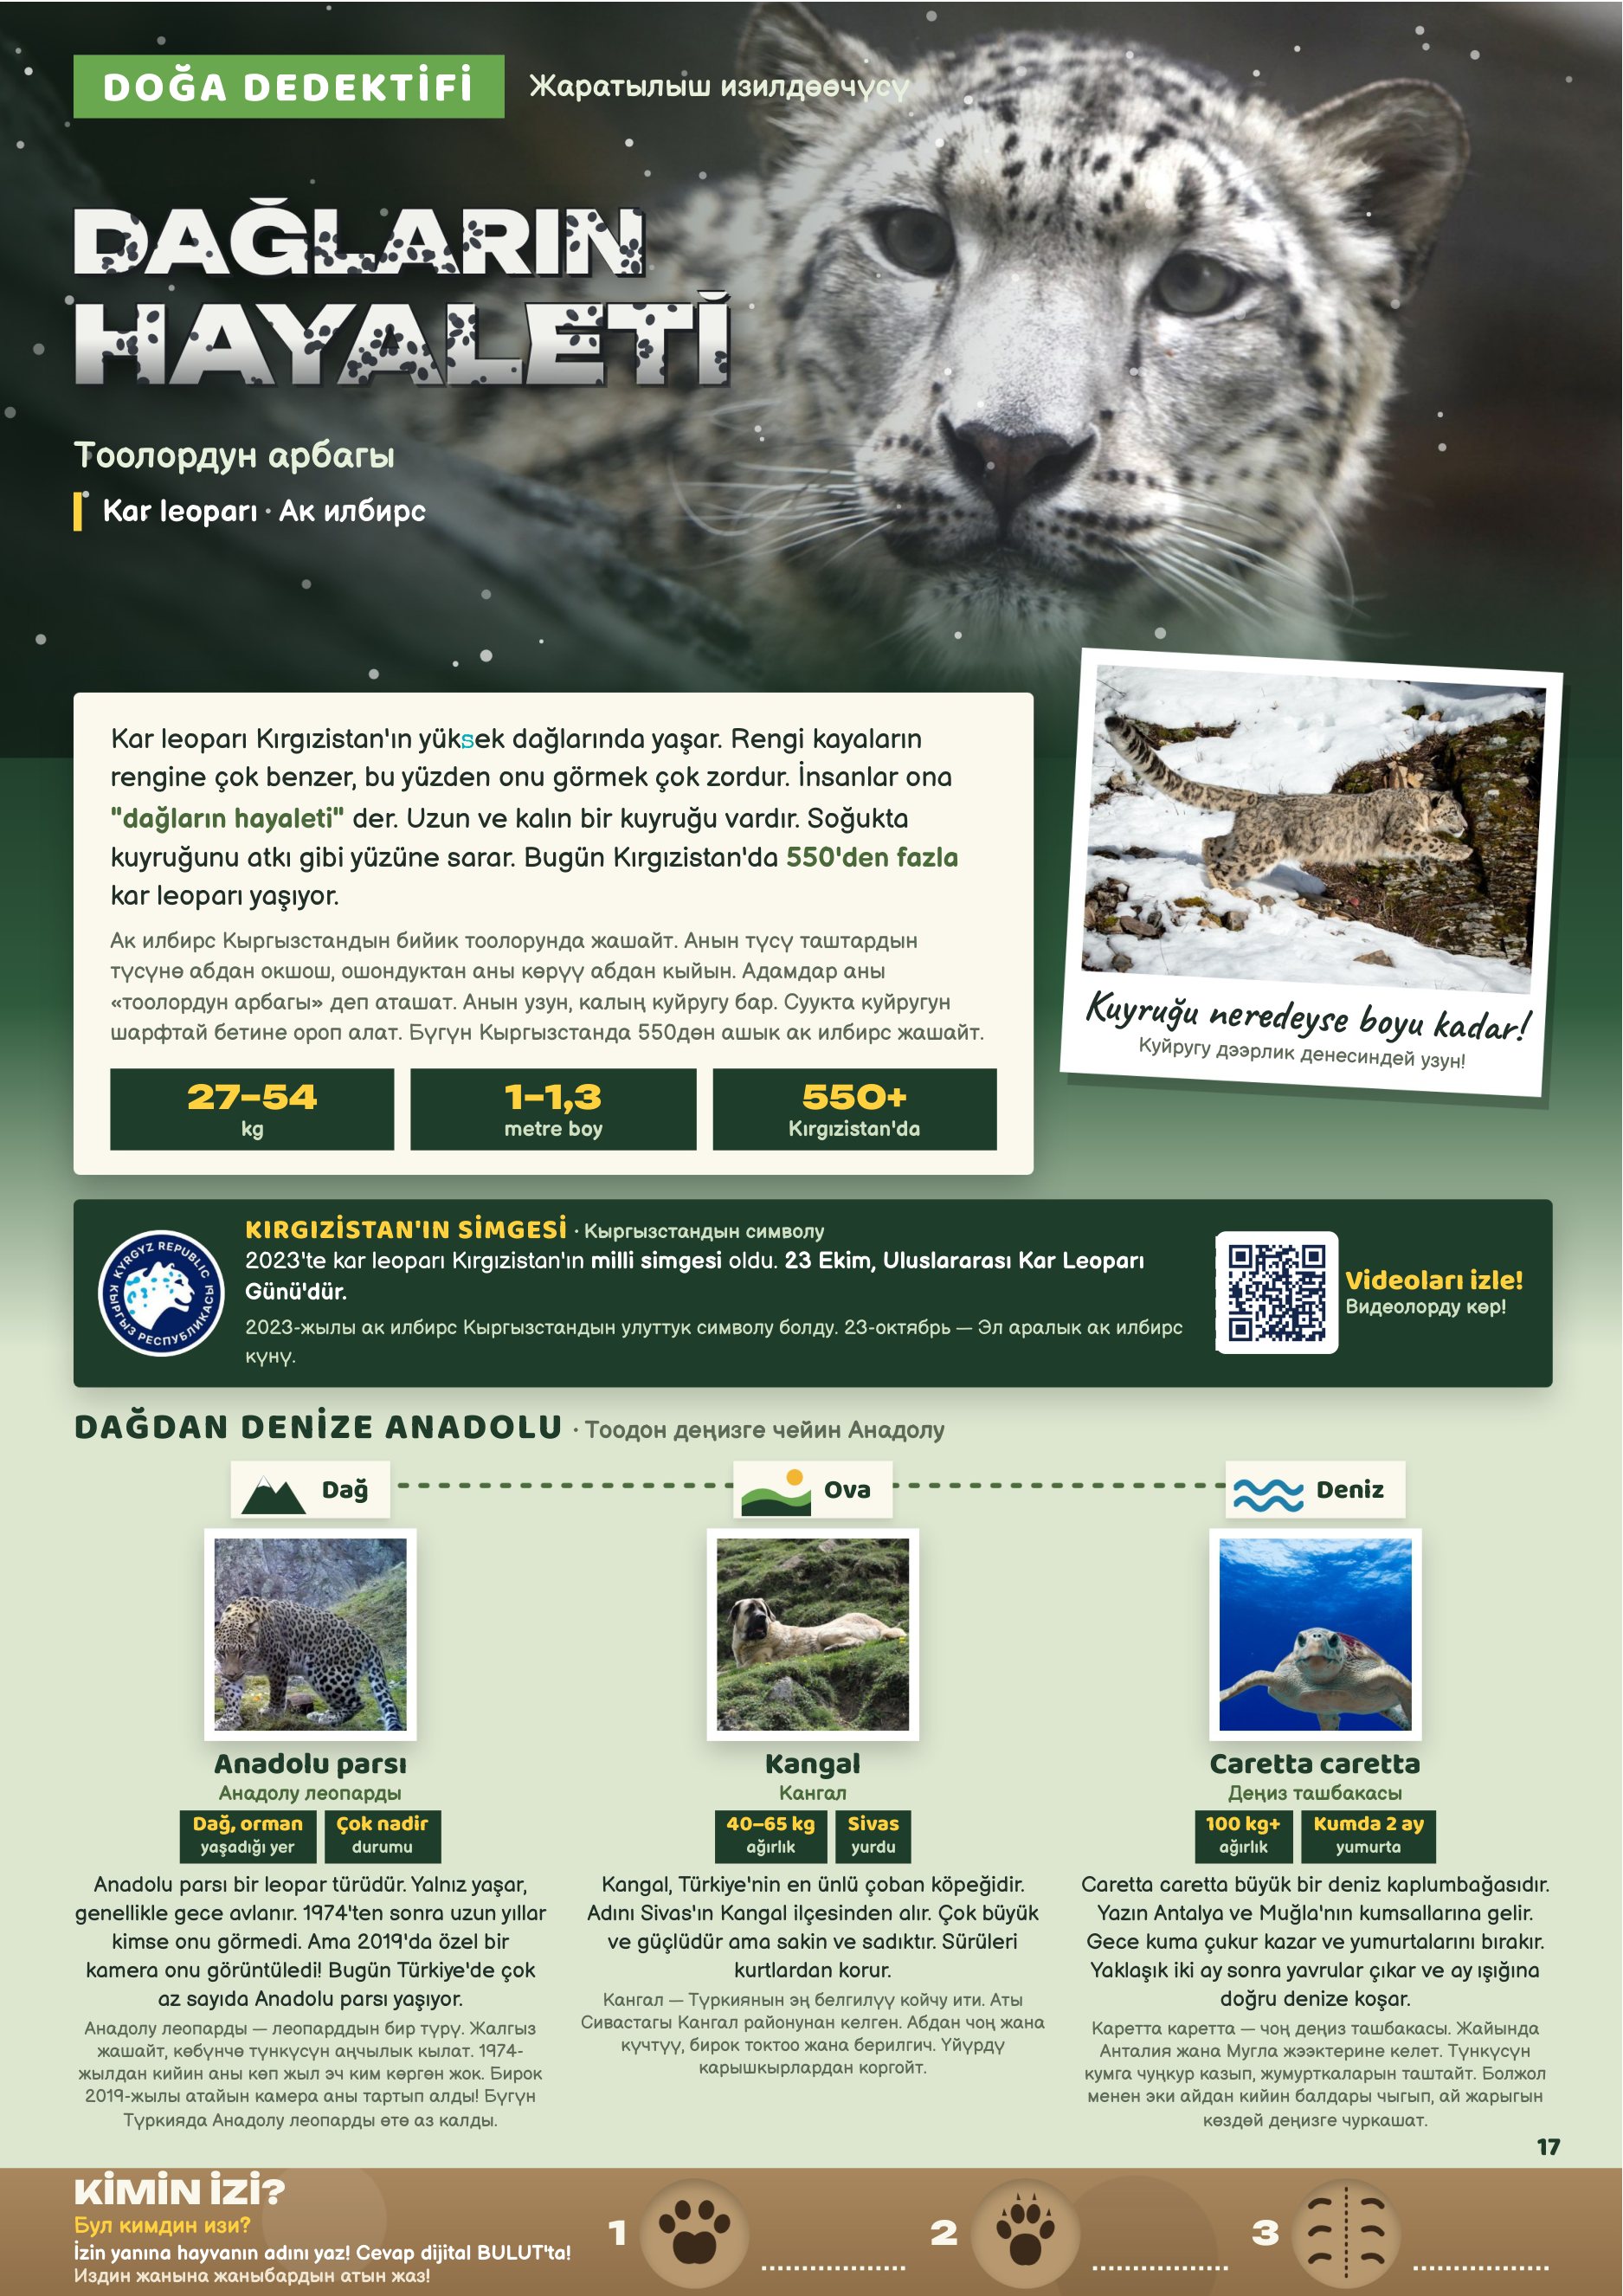 DOĞA DEDEKTİFİ
Жаратылыш изилдөөчүсү
DAĞLARIN
HAYALETİ
Тоолордун арбагы
Kar leoparı · Ак илбирс
Kar leoparı Kırgızistan'ın yüksek dağlarında yaşar. Rengi kayaların
rengine çok benzer, bu yüzden onu görmek çok zordur. İnsanlar ona
"dağların hayaleti" der. Uzun ve kalın bir kuyruğu vardır. Soğukta
kuyruğunu atkı gibi yüzüne sarar. Bugün Kırgızistan'da 550'den fazla
kar leoparı yaşıyor.
Ак илбирс Кыргызстандын бийик тоолорунда жашайт. Анын түсү таштардын
түсүнө абдан окшош, ошондуктан аны көрүү абдан кыйын. Адамдар аны
«тоолордун арбагы» деп аташат. Анын узун, калың куйругу бар. Суукта куйругун
шарфтай бетине ороп алат. Бүгүн Кыргызстанда 550дөн ашык ак илбирс жашайт.
27–54
kg
1–1,3
metre boy
550+
Kırgızistan'da
Kuyruğu neredeyse boyu kadar!
Куйругу дээрлик денесиндей узун!
KYRGYZ REPUBLIC
КЫРГЫЗ РЕСПУБЛИКАСЫ
KIRGIZİSTAN'IN SİMGESİ · Кыргызстандын символу
2023'te kar leoparı Kırgızistan'ın milli simgesi oldu. 23 Ekim, Uluslararası Kar Leoparı
Günü'dür.
2023-жылы ак илбирс Кыргызстандын улуттук символу болду. 23-октябрь — Эл аралык ак илбирс
күнү.
Videoları izle!
Видеолорду көр!
DAĞDAN DENİZE ANADOLU · Тоодон деңизге чейин Анадолу
Dağ
Ova
Deniz
Anadolu parsı
Анадолу леопарды
Dağ, orman
yaşadığı yer
Çok nadir
durumu
Anadolu parsı bir leopar türüdür. Yalnız yaşar,
genellikle gece avlanır. 1974'ten sonra uzun yıllar
kimse onu görmedi. Ama 2019'da özel bir
kamera onu görüntüledi! Bugün Türkiye'de çok
az sayıda Anadolu parsı yaşıyor.
Анадолу леопарды — леопарддын бир түрү. Жалгыз
жашайт, көбүнчө түнкүсүн аңчылык кылат. 1974-
жылдан кийин аны көп жыл эч ким көргөн жок. Бирок
2019-жылы атайын камера аны тартып алды! Бүгүн
Түркияда Анадолу леопарды өтө аз калды.
Kangal
Кангал
40–65 kg
ağırlık
Sivas
yurdu
Kangal, Türkiye'nin en ünlü çoban köpeğidir.
Adını Sivas'ın Kangal ilçesinden alır. Çok büyük
ve güçlüdür ama sakin ve sadıktır. Sürüleri
kurtlardan korur.
Кангал — Түркиянын эң белгилүү койчу ити. Аты
Сивастагы Кангал районунан келген. Абдан чоң жана
күчтүү, бирок токтоо жана берилгич. Үйүрдү
карышкырлардан коргойт.
Caretta caretta
Деңиз ташбакасы
100 kg+
ağırlık
Kumda 2 ay
yumurta
Caretta caretta büyük bir deniz kaplumbağasıdır.
Yazın Antalya ve Muğla'nın kumsallarına gelir.
Gece kuma çukur kazar ve yumurtalarını bırakır.
Yaklaşık iki ay sonra yavrular çıkar ve ay ışığına
doğru denize koşar.
Каретта каретта — чоң деңиз ташбакасы. Жайында
Анталия жана Мугла жээктерине келет. Түнкүсүн
кумга чуңкур казып, жумурткаларын таштайт. Болжол
менен эки айдан кийин балдары чыгып, ай жарыгын
көздөй деңизге чуркашат.
17
KİMİN İZİ?
Бул кимдин изи?
İzin yanına hayvanın adını yaz! Cevap dijital BULUT'ta!
Издин жанына жаныбардын атын жаз!
1
2
3